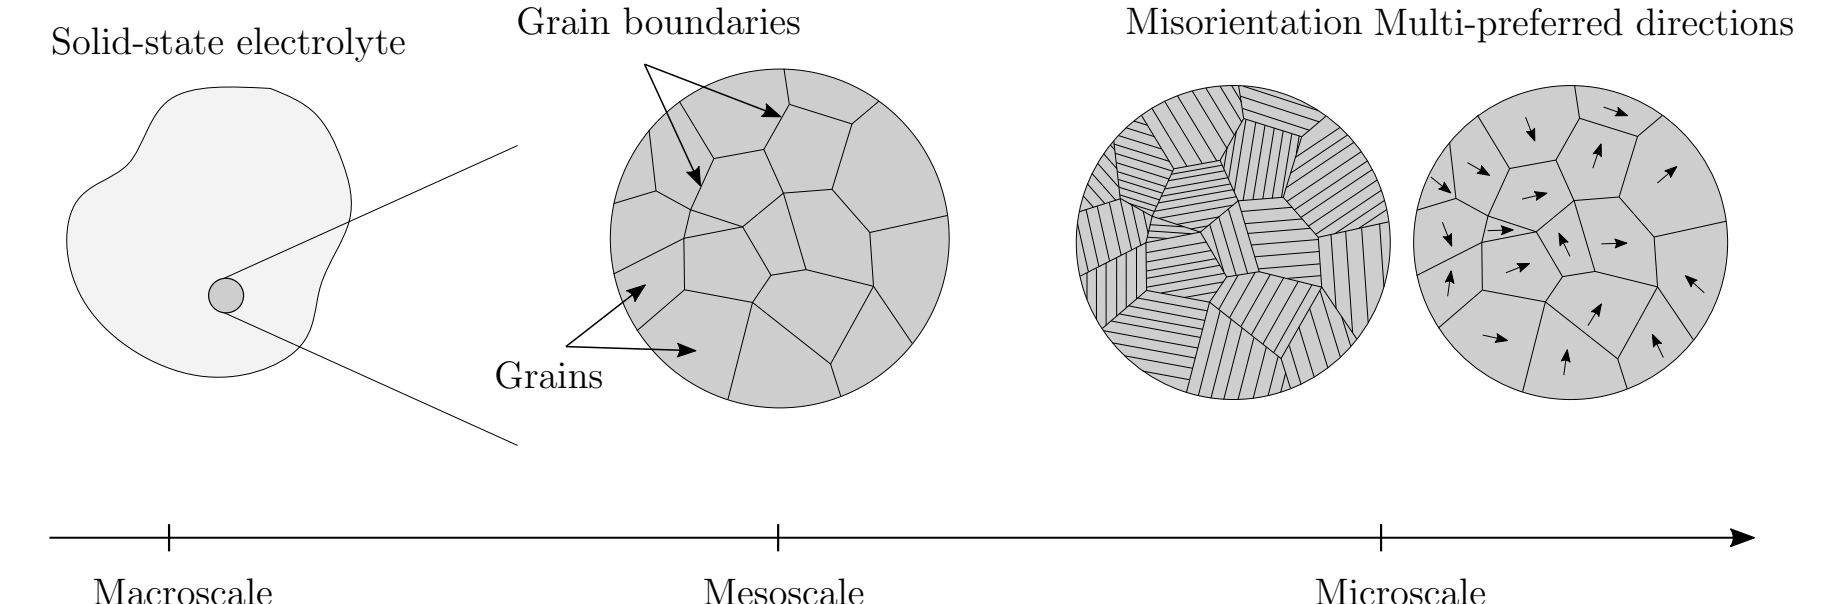 Solid-state electrolyte
Grain boundaries
Misorientation
Multi-preferred directions
Grains
Macroscale
Mesoscale
Microscale